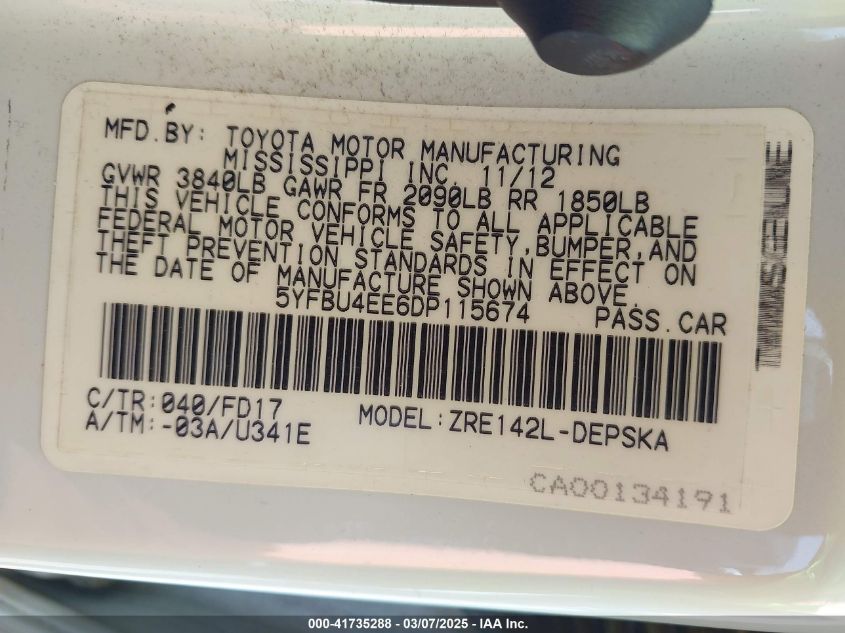 MFD.BY: TOYOTA MOTOR MANUFACTURING
MISSISSIPPI INC. 11/12
GVWR 3840LB GAWR FR 2090LB RR 1850LB
THIS VEHICLE CONFORMS TO ALL APPLICABLE
FEDERAL MOTOR VEHICLE SAFETY,BUMPER,AND
THEFT PREVENTION STANDARDS IN EFFECT ON
THE DATE OF MANUFACTURE SHOWN ABOVE.
5YFBU4EE6DP115674 PASS.CAR
C/TR:040/FD17
A/TM:-03A/U341E
MODEL:ZRE142L-DEPSKA
CA00134191
000-41735288 - 03/07/2025 - IAA Inc.